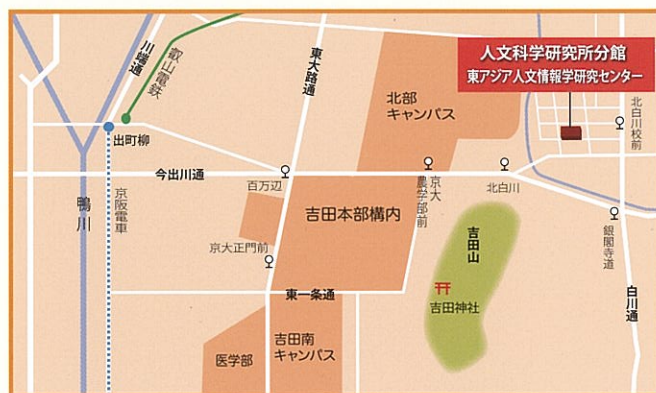 人文科学研究所分館
東アジア人文情報学研究センター
川端通
叡山電鉄
東大路通
北部
キャンパス
北白川校前
出町柳
今出川通
百万辺
京大
農学部前
北白川
鴨川
京阪電車
吉田本部構内
吉田山
京大正門前
銀閣寺道
東一条通
吉田神社
白川通
医学部
吉田南
キャンパス